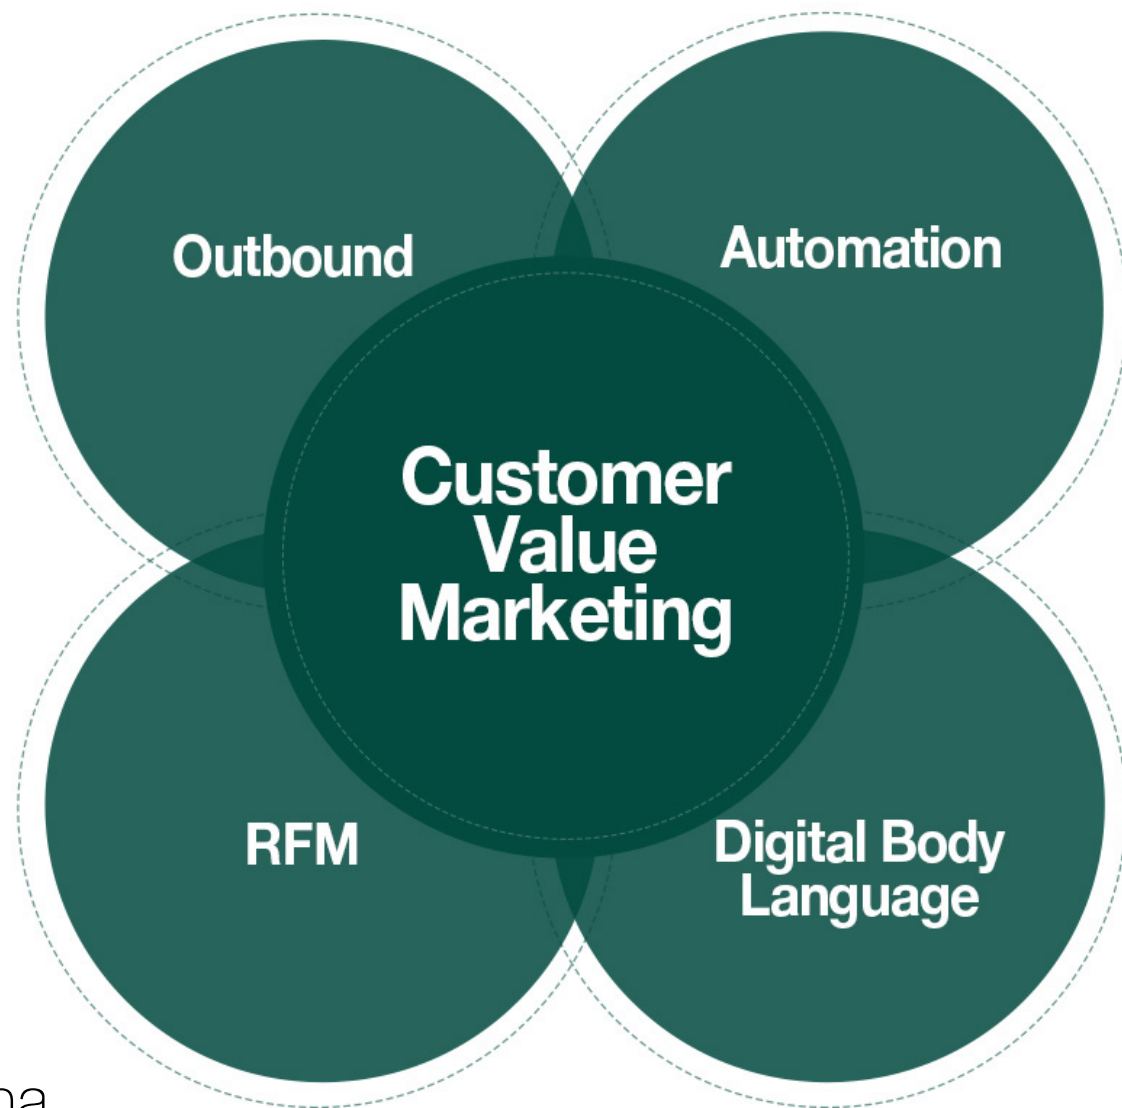 Outbound
Automation
Customer
Value
Marketing
RFM
Digital Body
Language